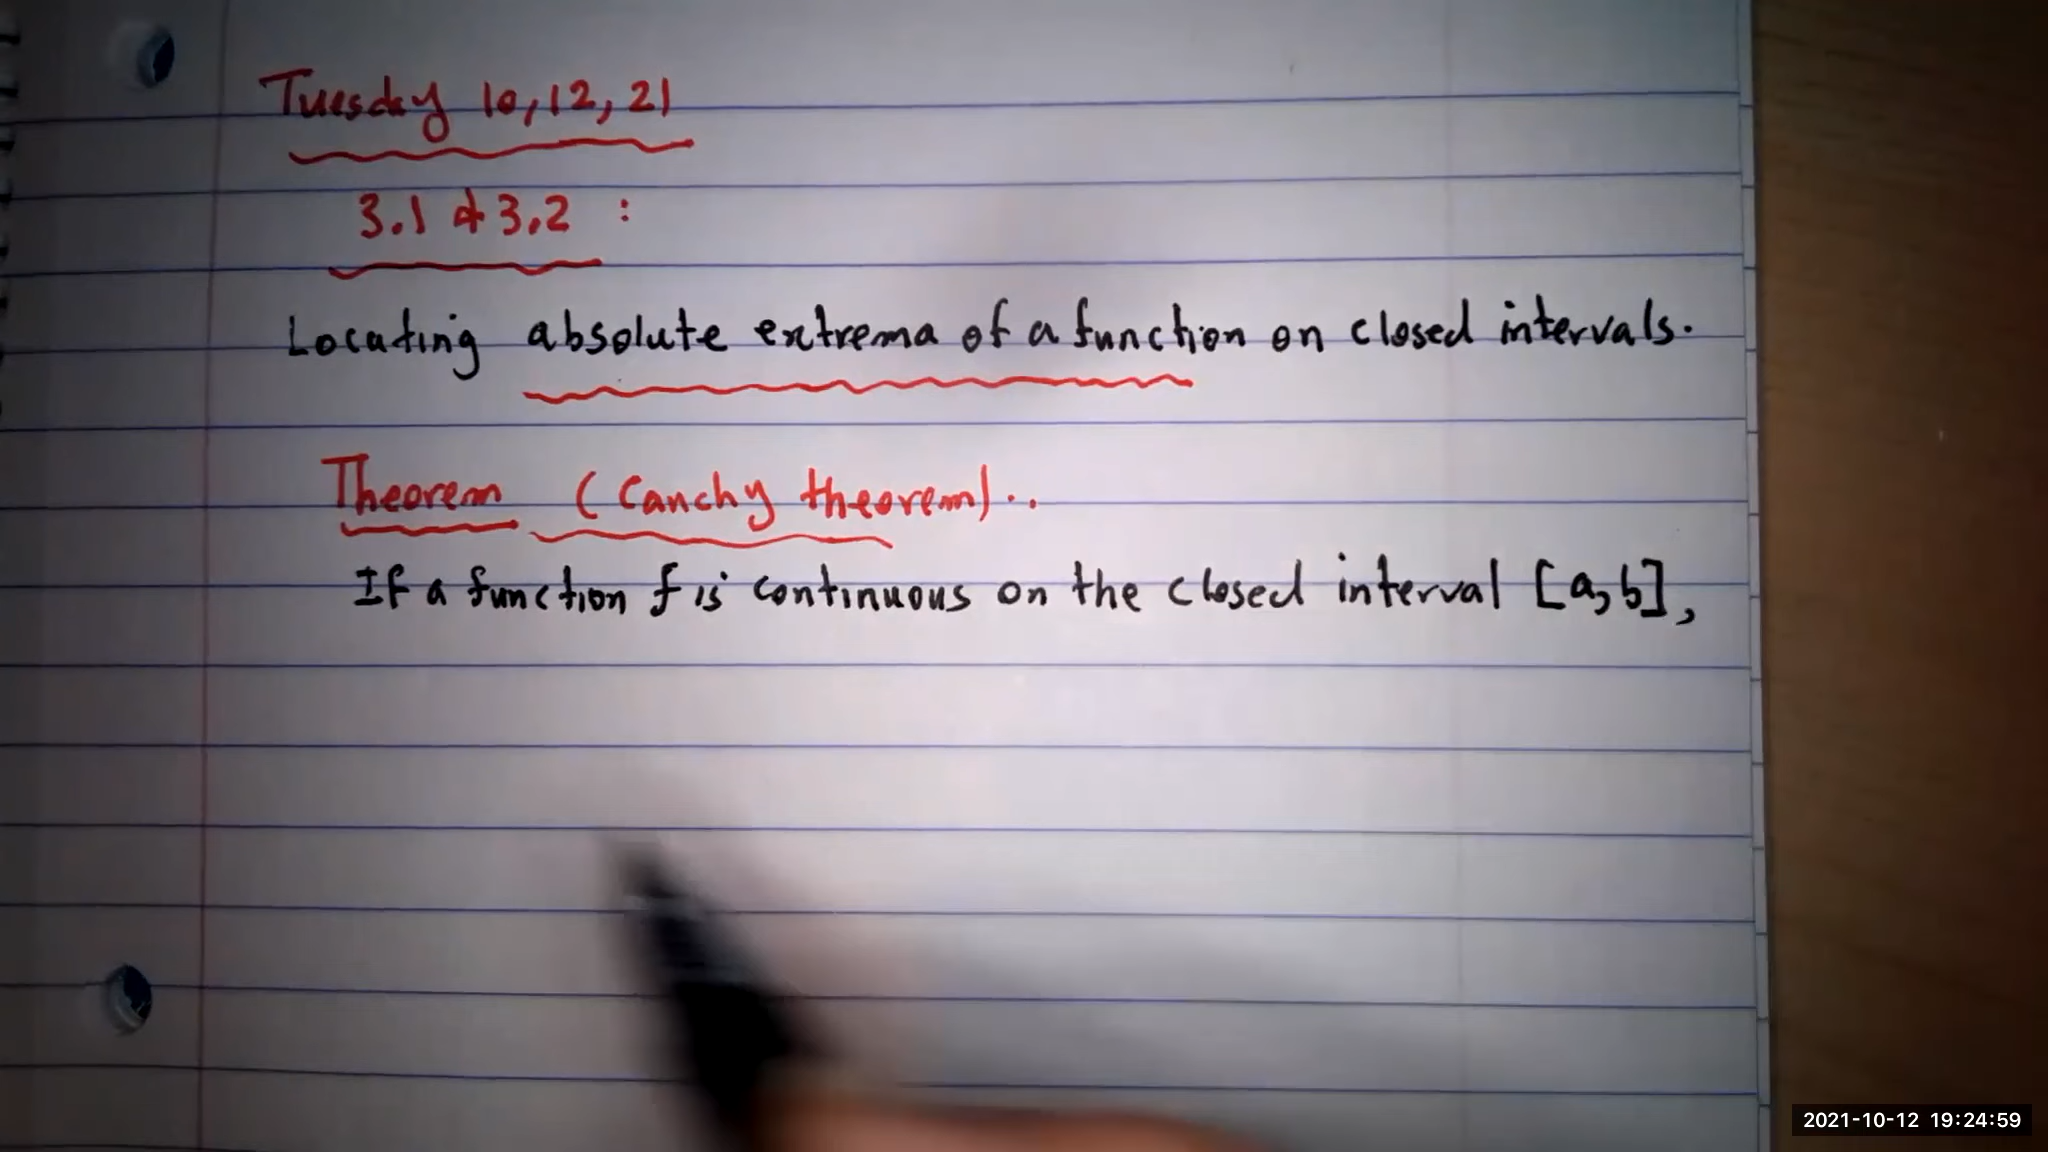 Tuesday 10,12,21
3.1 & 3.2 :
Locating absolute extrema of a function on closed intervals.
Theorem (Cauchy theorem)..
If a function f is continuous on the closed interval [a,b],
2021-10-12 19:24:59